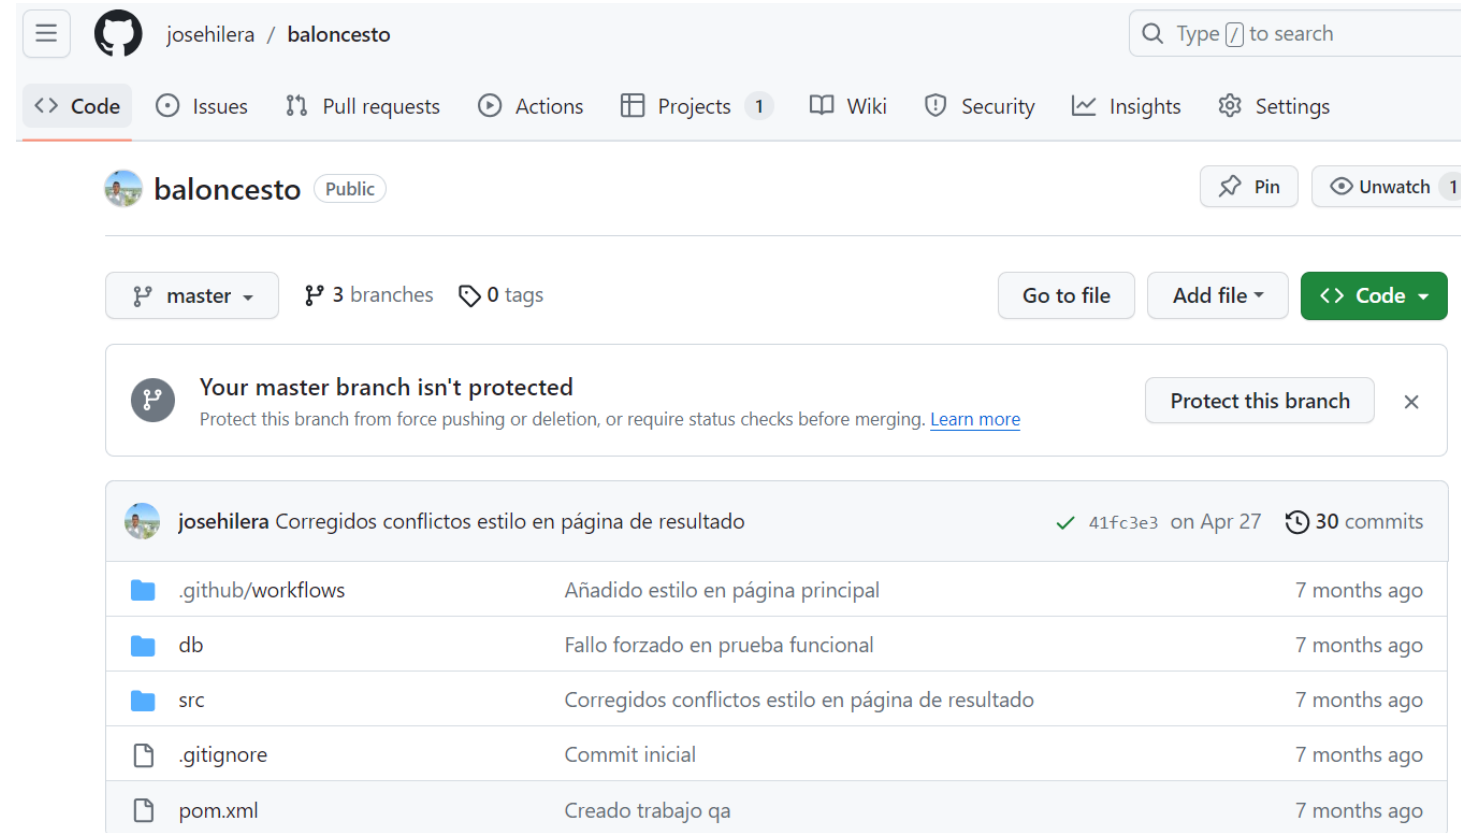 josehilera / baloncesto
Type / to search
Code Issues Pull requests Actions Projects 1 Wiki Security Insights Settings
baloncesto Public
Pin Unwatch 1
master 3 branches 0 tags
Go to file Add file Code
Your master branch isn't protected
Protect this branch from force pushing or deletion, or require status checks before merging. Learn more
Protect this branch
josehilera Corregidos conflictos estilo en página de resultado 41fc3e3 on Apr 27 30 commits
.github/workflows Añadido estilo en página principal 7 months ago
db Fallo forzado en prueba funcional 7 months ago
src Corregidos conflictos estilo en página de resultado 7 months ago
.gitignore Commit inicial 7 months ago
pom.xml Creado trabajo qa 7 months ago